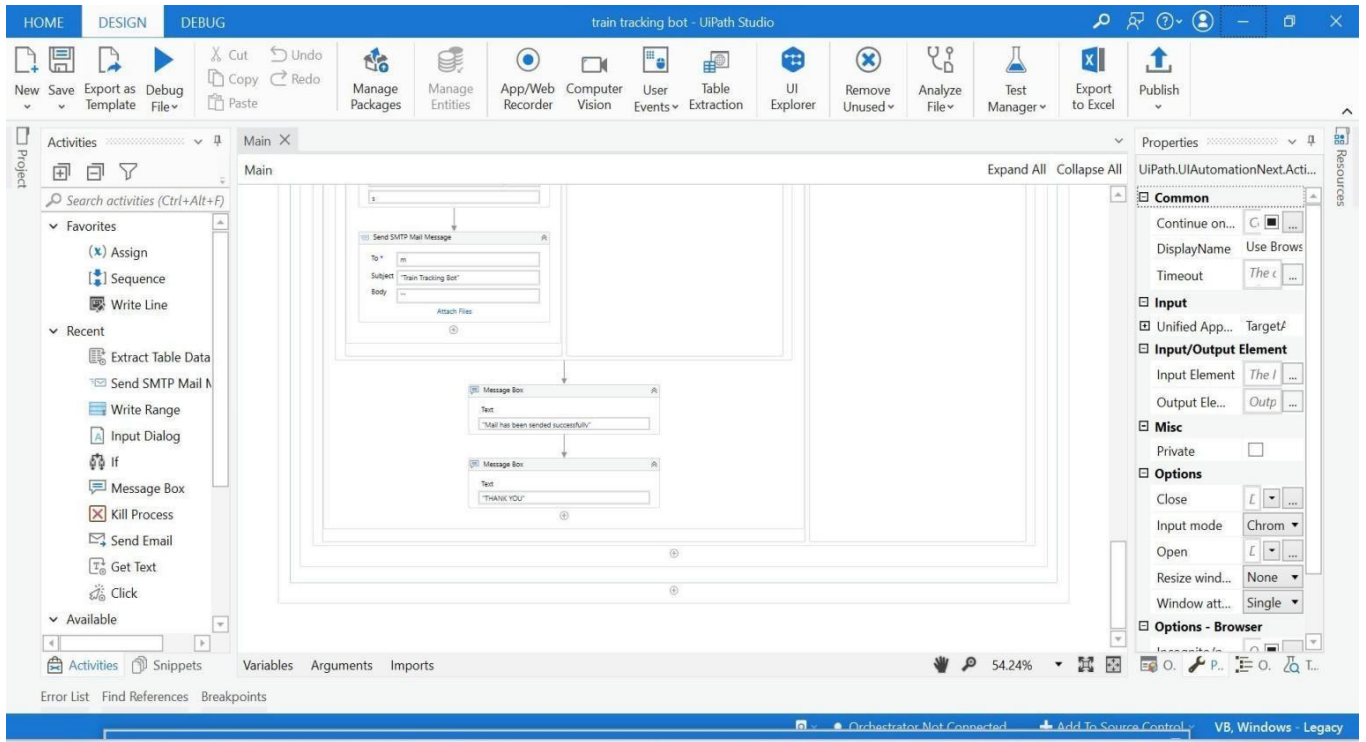 HOME DESIGN DEBUG train tracking bot - UiPath Studio
New Save Export as Template Debug File Cut Copy Paste Undo Redo Manage Packages Manage Entities App/Web Recorder Computer Vision User Events Table Extraction UI Explorer Remove Unused Analyze File Test Manager Export to Excel Publish
Project
Activities
Search activities (Ctrl+Alt+F)
Favorites
(x) Assign
Sequence
Write Line
Recent
Extract Table Data
Send SMTP Mail M
Write Range
Input Dialog
If
Message Box
Kill Process
Send Email
Get Text
Click
Available
Activities Snippets
Main
Main Expand All Collapse All
s
Send SMTP Mail Message
To * m
Subject "Train Tracking Bot"
Body ""
Attach Files
Message Box
Text
"Mail has been sended successfully"
Message Box
Text
"THANK YOU"
Variables Arguments Imports 54.24%
Properties
UiPath.UIAutomationNext.Acti...
Common
Continue on... ...
DisplayName Use Brows
Timeout The c ...
Input
Unified App... TargetA
Input/Output Element
Input Element The I ...
Output Ele... Outp ...
Misc
Private
Options
Close ...
Input mode Chrom
Open ...
Resize wind... None
Window att... Single
Options - Browser
O. P.. O. T...
Resources
Error List Find References Breakpoints
Orchestrator Not Connected Add To Source Control VB, Windows - Legacy